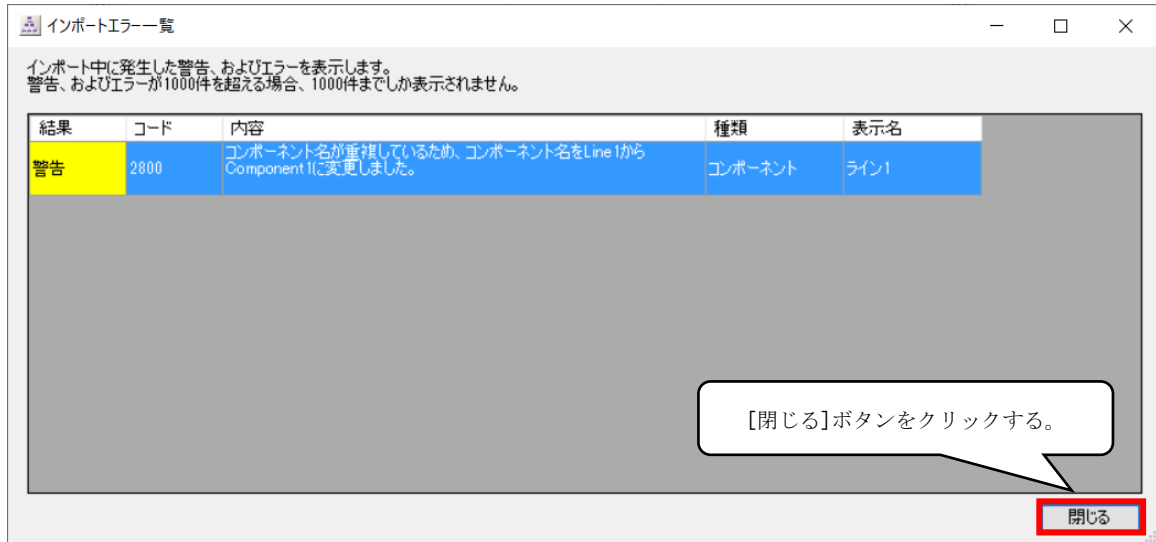 インポートエラー一覧
インポート中に発生した警告、およびエラーを表示します。
警告、およびエラーが1000件を超える場合、1000件までしか表示されません。
結果 コード 内容 種類 表示名
警告 2800 コンポーネント名が重複しているため、コンポーネント名をLine1から
Component1に変更しました。 コンポーネント ライン1
[閉じる]ボタンをクリックする。
閉じる